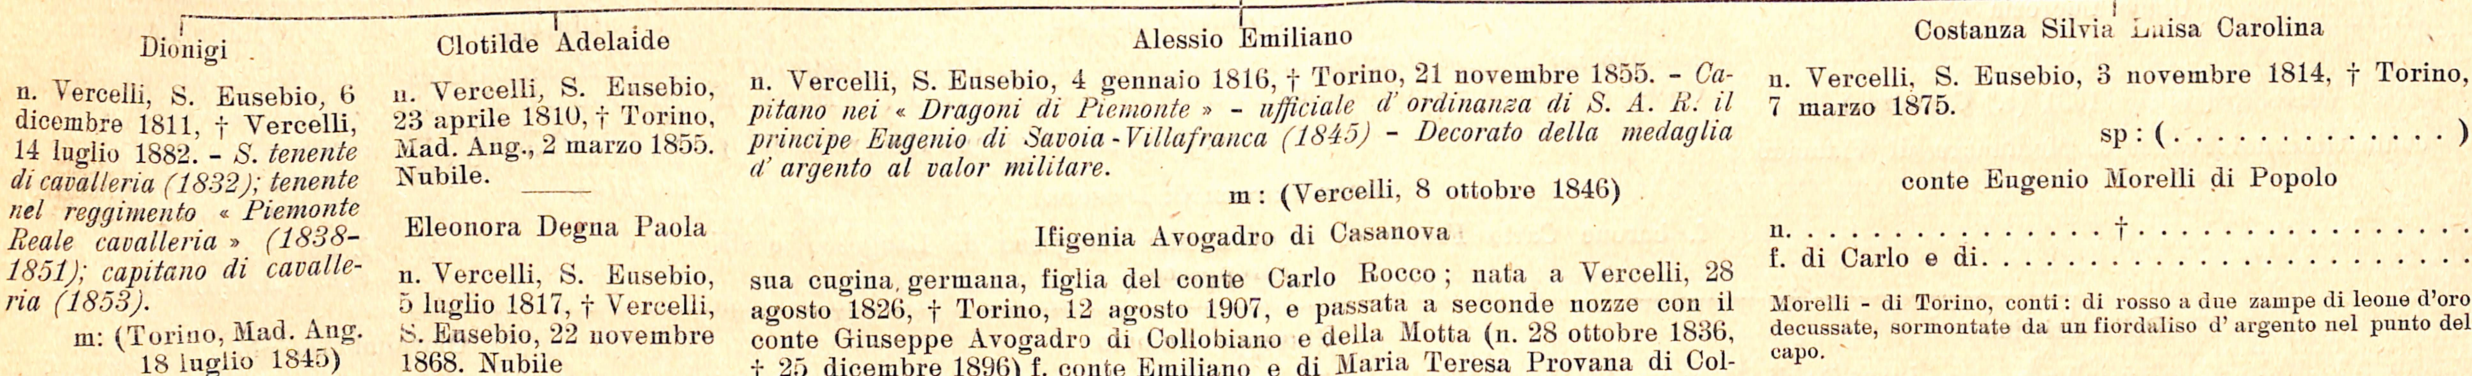 Dionigi
n. Vercelli, S. Eusebio, 6
dicembre 1811, † Vercelli,
14 luglio 1882. - S. tenente
di cavalleria (1832); tenente
nel reggimento « Piemonte
Reale cavalleria » (1838-
1851); capitano di cavalle-
ria (1853).
m: (Torino, Mad. Ang.
18 luglio 1845)
Clotilde Adelaide
n. Vercelli, S. Eusebio,
23 aprile 1810, † Torino,
Mad. Ang., 2 marzo 1855.
Nubile.
Eleonora Degna Paola
n. Vercelli, S. Eusebio,
5 luglio 1817, † Vercelli,
S. Eusebio, 22 novembre
1868. Nubile
Alessio Emiliano
n. Vercelli, S. Eusebio, 4 gennaio 1816, † Torino, 21 novembre 1855. - Ca-
pitano nei « Dragoni di Piemonte » - ufficiale d' ordinanza di S. A. R. il
principe Eugenio di Savoia-Villafranca (1845) - Decorato della medaglia
d' argento al valor militare.
m: (Vercelli, 8 ottobre 1846)
Ifigenia Avogadro di Casanova
sua cugina germana, figlia del conte Carlo Rocco; nata a Vercelli, 28
agosto 1826, † Torino, 12 agosto 1907, e passata a seconde nozze con il
conte Giuseppe Avogadro di Collobiano e della Motta (n. 28 ottobre 1836,
† 25 dicembre 1896) f. conte Emiliano e di Maria Teresa Provana di Col-
Costanza Silvia Luisa Carolina
n. Vercelli, S. Eusebio, 3 novembre 1814, † Torino,
7 marzo 1875.
sp: (. . . . . . . . . . . . . )
conte Eugenio Morelli di Popolo
n. . . . . . . . . . . . . . . . † . . . . . . . . . . . . . . . .
f. di Carlo e di. . . . . . . . . . . . . . . . . . . . . . . .
Morelli - di Torino, conti: di rosso a due zampe di leone d'oro
decussate, sormontate da un fiordaliso d' argento nel punto del
capo.